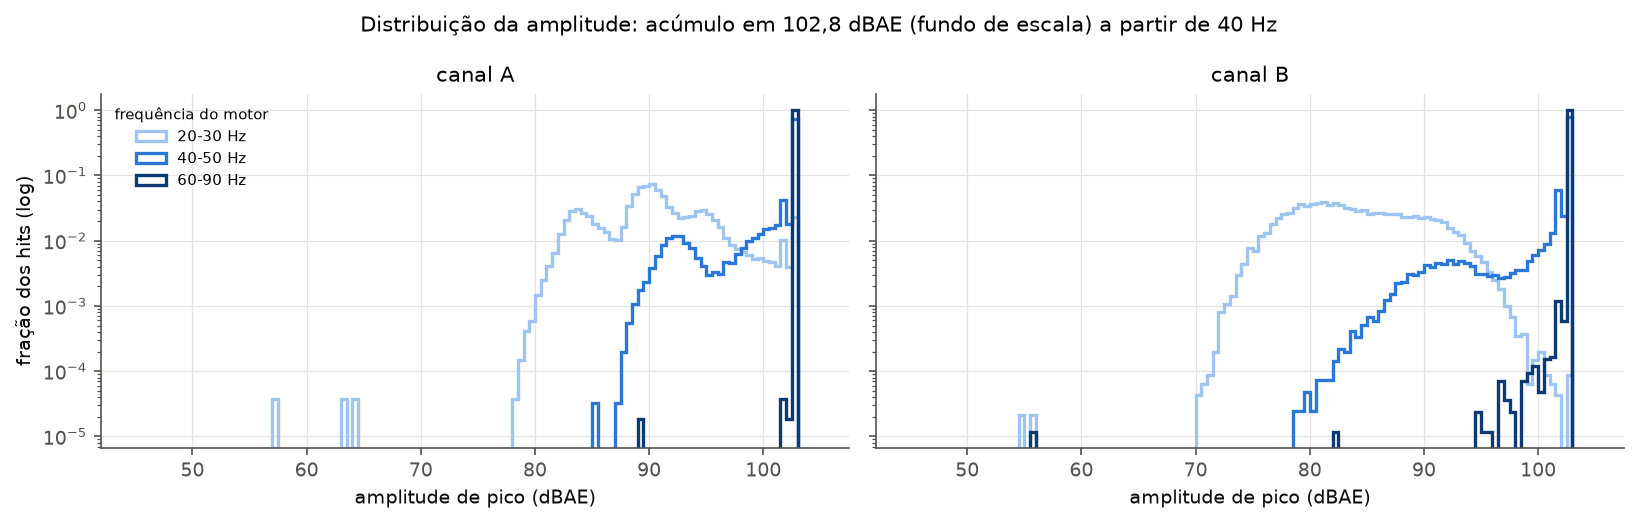 Distribuição da amplitude: acúmulo em 102,8 dBAE (fundo de escala) a partir de 40 Hz
canal A
canal B
frequência do motor
20-30 Hz
40-50 Hz
60-90 Hz
fração dos hits (log)
10⁰
10⁻¹
10⁻²
10⁻³
10⁻⁴
10⁻⁵
50 60 70 80 90 100
50 60 70 80 90 100
amplitude de pico (dBAE)
amplitude de pico (dBAE)